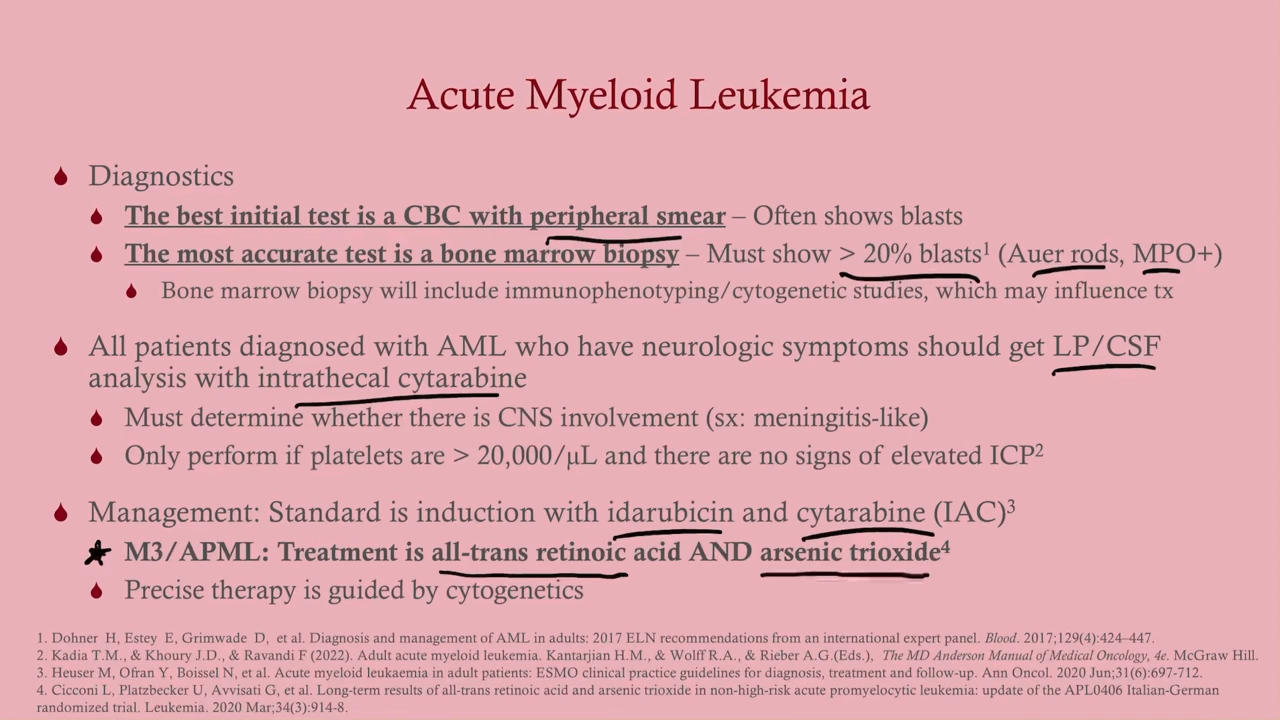 Acute Myeloid Leukemia
Diagnostics
The best initial test is a CBC with peripheral smear – Often shows blasts
The most accurate test is a bone marrow biopsy – Must show > 20% blasts¹ (Auer rods, MPO+)
Bone marrow biopsy will include immunophenotyping/cytogenetic studies, which may influence tx
All patients diagnosed with AML who have neurologic symptoms should get LP/CSF
analysis with intrathecal cytarabine
Must determine whether there is CNS involvement (sx: meningitis-like)
Only perform if platelets are > 20,000/µL and there are no signs of elevated ICP²
Management: Standard is induction with idarubicin and cytarabine (IAC)³
M3/APML: Treatment is all-trans retinoic acid AND arsenic trioxide⁴
Precise therapy is guided by cytogenetics
1. Dohner H, Estey E, Grimwade D, et al. Diagnosis and management of AML in adults: 2017 ELN recommendations from an international expert panel. Blood. 2017;129(4):424–447.
2. Kadia T.M., & Khoury J.D., & Ravandi F (2022). Adult acute myeloid leukemia. Kantarjian H.M., & Wolff R.A., & Rieber A.G.(Eds.), The MD Anderson Manual of Medical Oncology, 4e. McGraw Hill.
3. Heuser M, Ofran Y, Boissel N, et al. Acute myeloid leukaemia in adult patients: ESMO clinical practice guidelines for diagnosis, treatment and follow-up. Ann Oncol. 2020 Jun;31(6):697-712.
4. Cicconi L, Platzbecker U, Avvisati G, et al. Long-term results of all-trans retinoic acid and arsenic trioxide in non-high-risk acute promyelocytic leukemia: update of the APL0406 Italian-German
randomized trial. Leukemia. 2020 Mar;34(3):914-8.